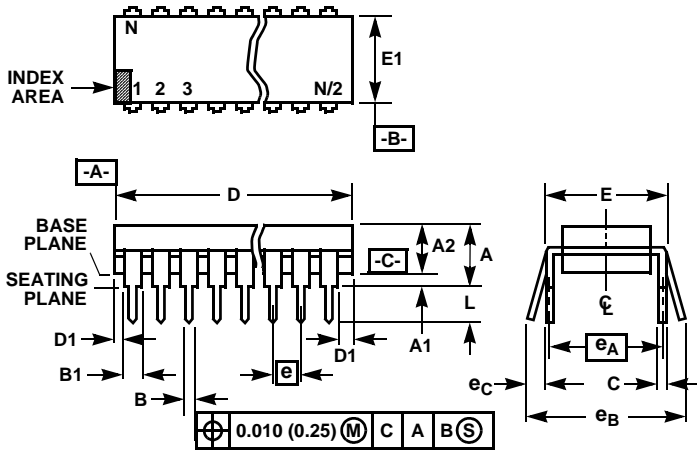 N
E1
INDEX
AREA
1 2 3 N/2
-B-
-A-
D
E
BASE
PLANE
A2
A
-C-
SEATING
PLANE
L
C
L
D1
A1
D1
eA
B1
e
eC
C
B
eB
0.010 (0.25) M C A B S